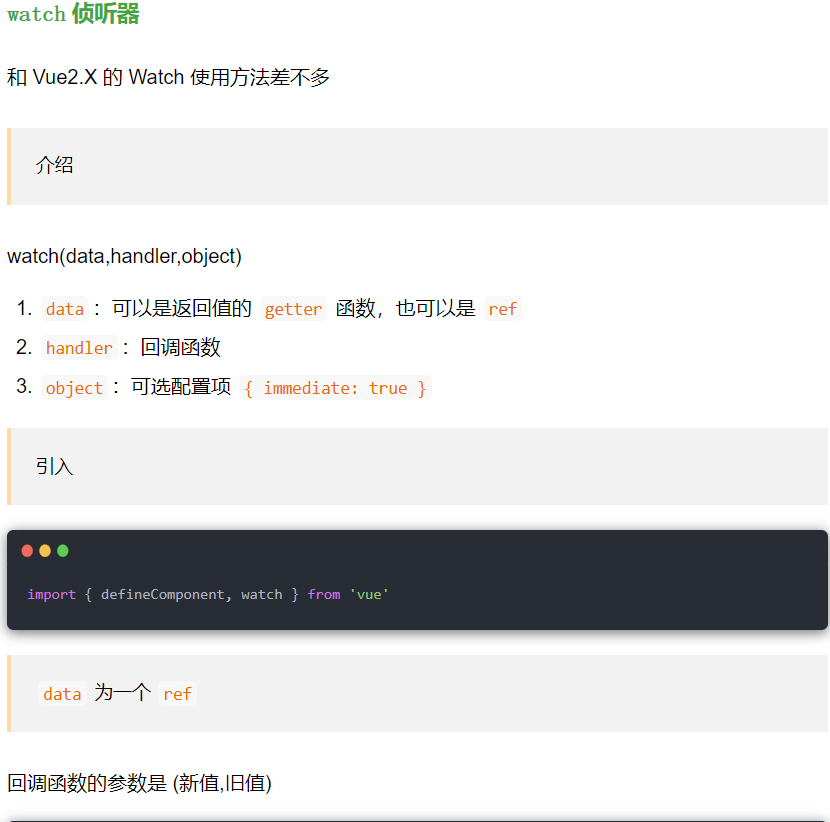 watch 侦听器
和 Vue2.X 的 Watch 使用方法差不多
介绍
watch(data,handler,object)
1. data ：可以是返回值的 getter 函数，也可以是 ref
2. handler ：回调函数
3. object ：可选配置项 { immediate: true }
引入
import { defineComponent, watch } from 'vue'
data 为一个 ref
回调函数的参数是 (新值,旧值)